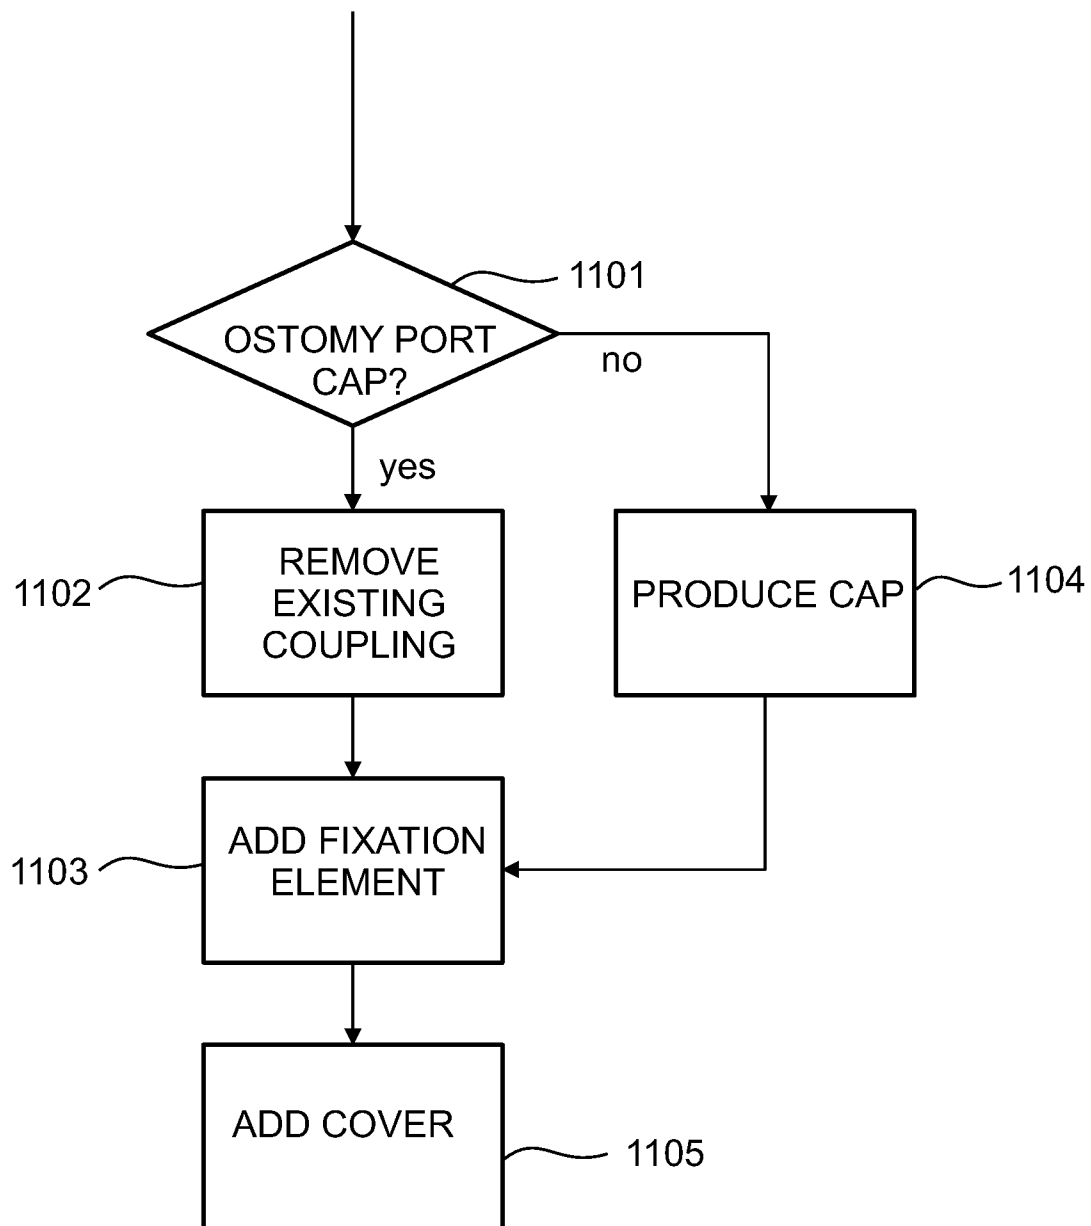 1101
OSTOMY PORT
CAP?
no
yes
REMOVE
EXISTING
COUPLING
1102
PRODUCE CAP
1104
ADD FIXATION
ELEMENT
1103
ADD COVER
1105